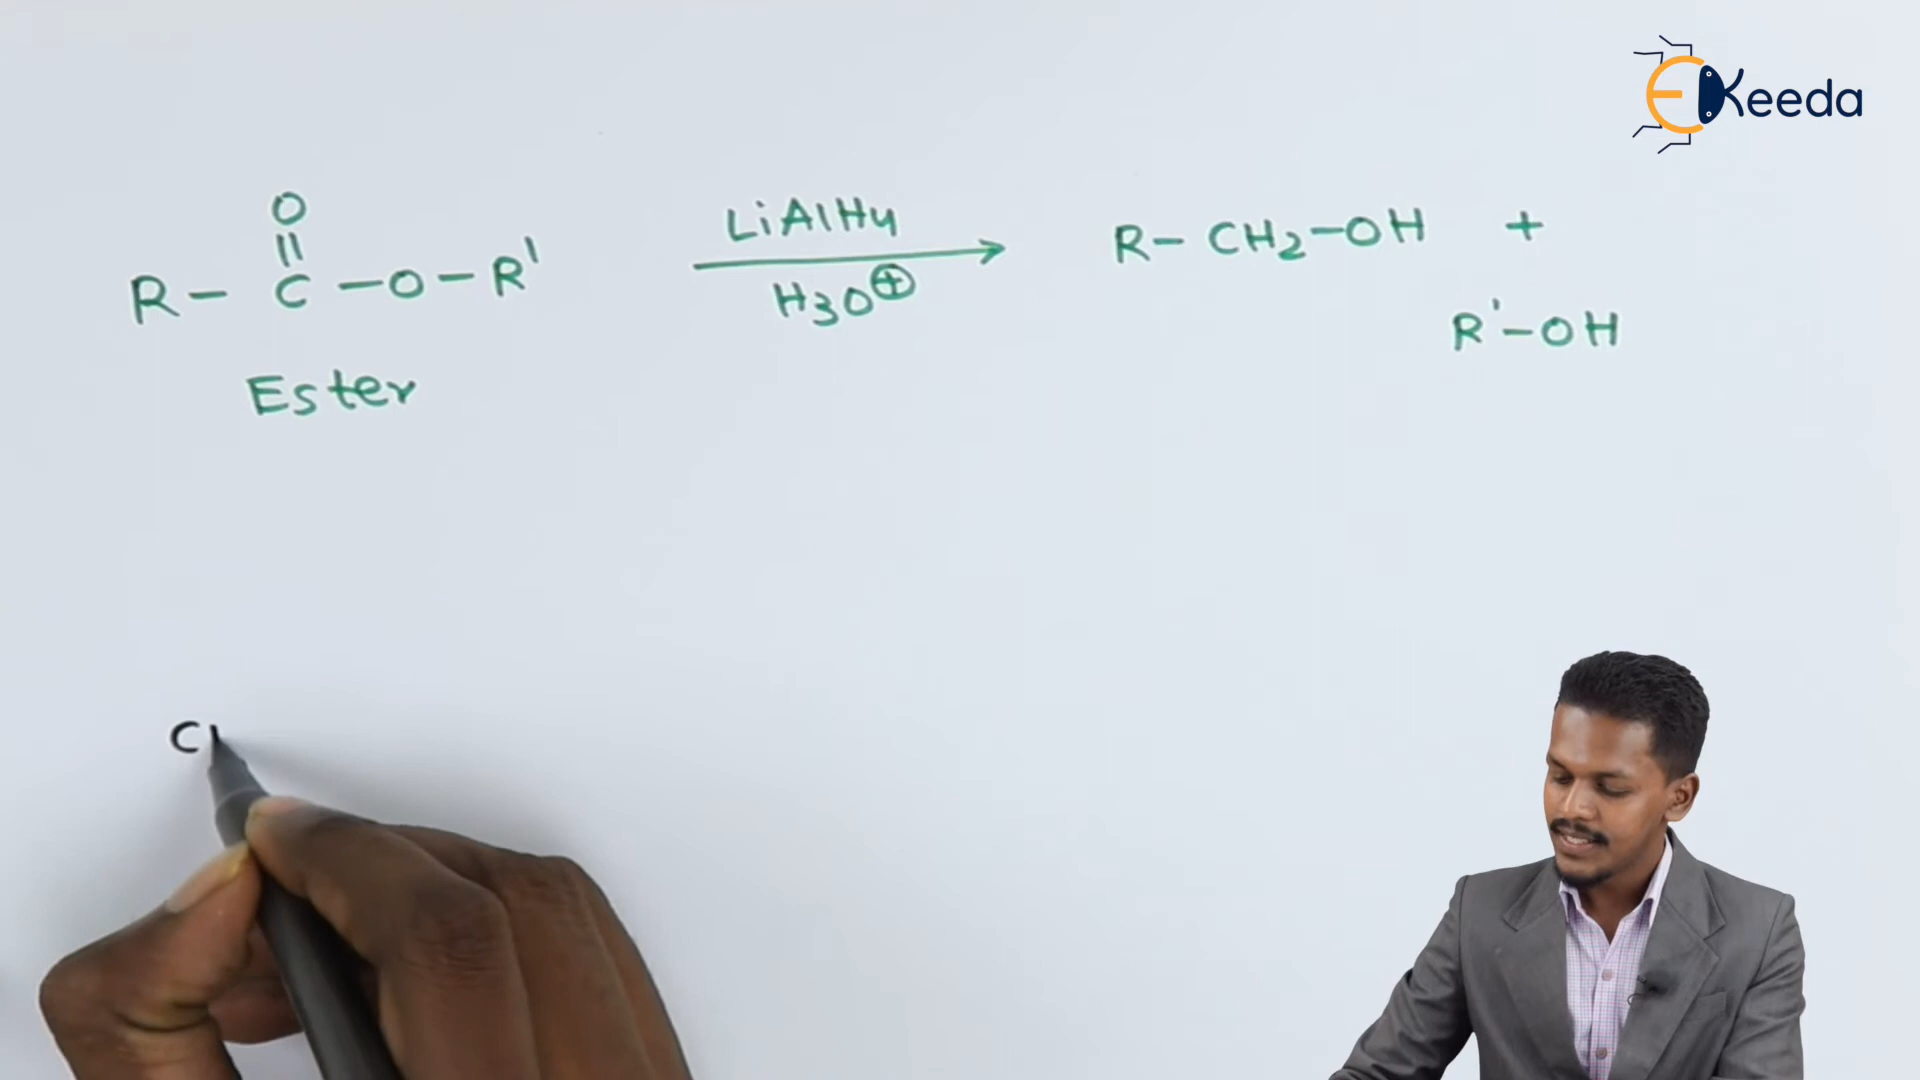 EKeeda
O
||
R - C - O - R'
Ester
LiAlH4
H3O⊕
R - CH2 - OH +
R' - OH
C